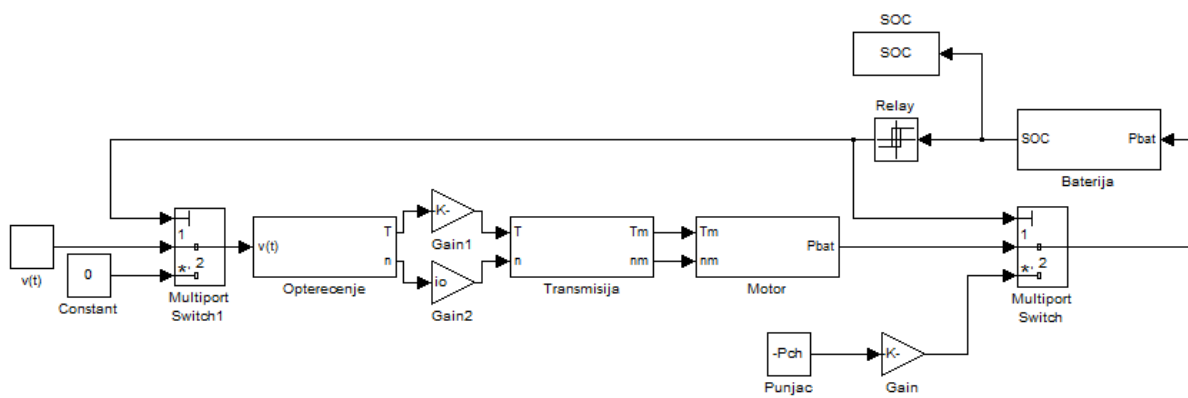 SOC
SOC
Relay
SOC
Pbat
Baterija
v(t)
0
Constant
1
2
*,
Multiport
Switch1
v(t)
T
n
Opterecenje
K-
Gain1
io
Gain2
T
n
Tm
nm
Transmisija
Tm
nm
Pbat
Motor
-Pch
Punjac
K-
Gain
1
2
*,
Multiport
Switch